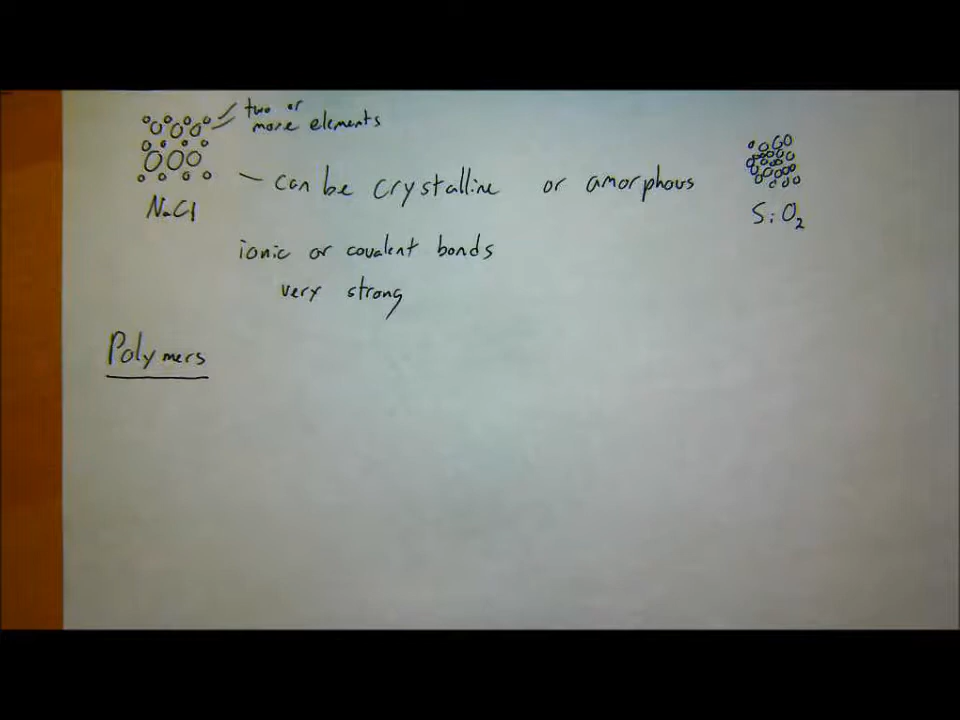 two or
more elements
— can be crystalline or amorphous
NaCl
SiO2
ionic or covalent bonds
very strong
Polymers